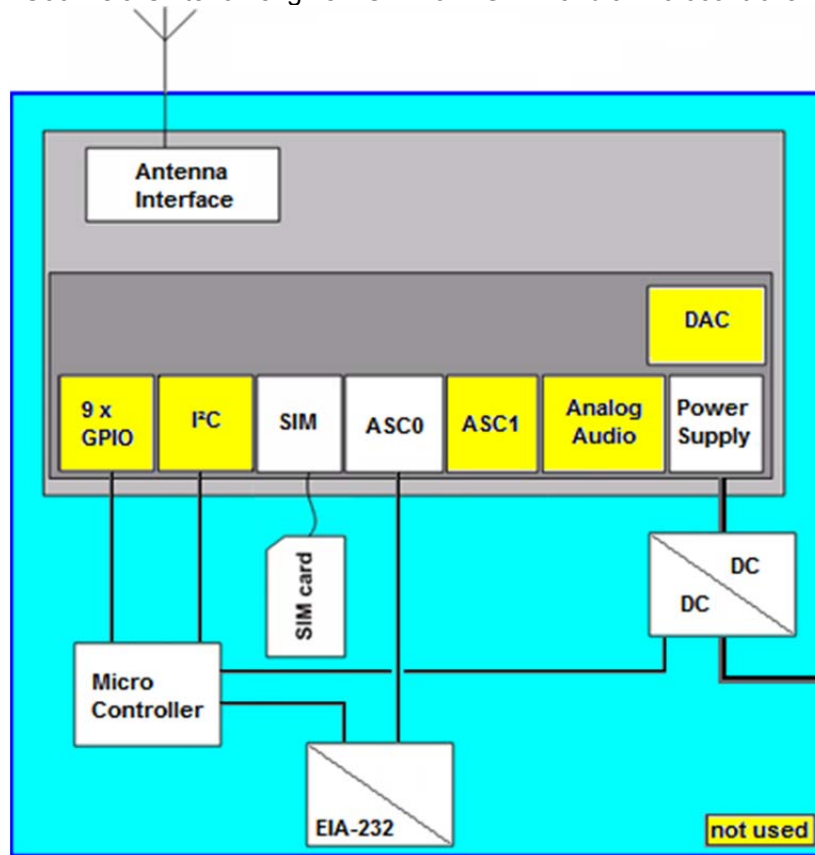 Antenna
Interface
DAC
9 x
GPIO
I²C
SIM
ASC0
ASC1
Analog
Audio
Power
Supply
SIM card
DC
DC
Micro
Controller
EIA-232
not used